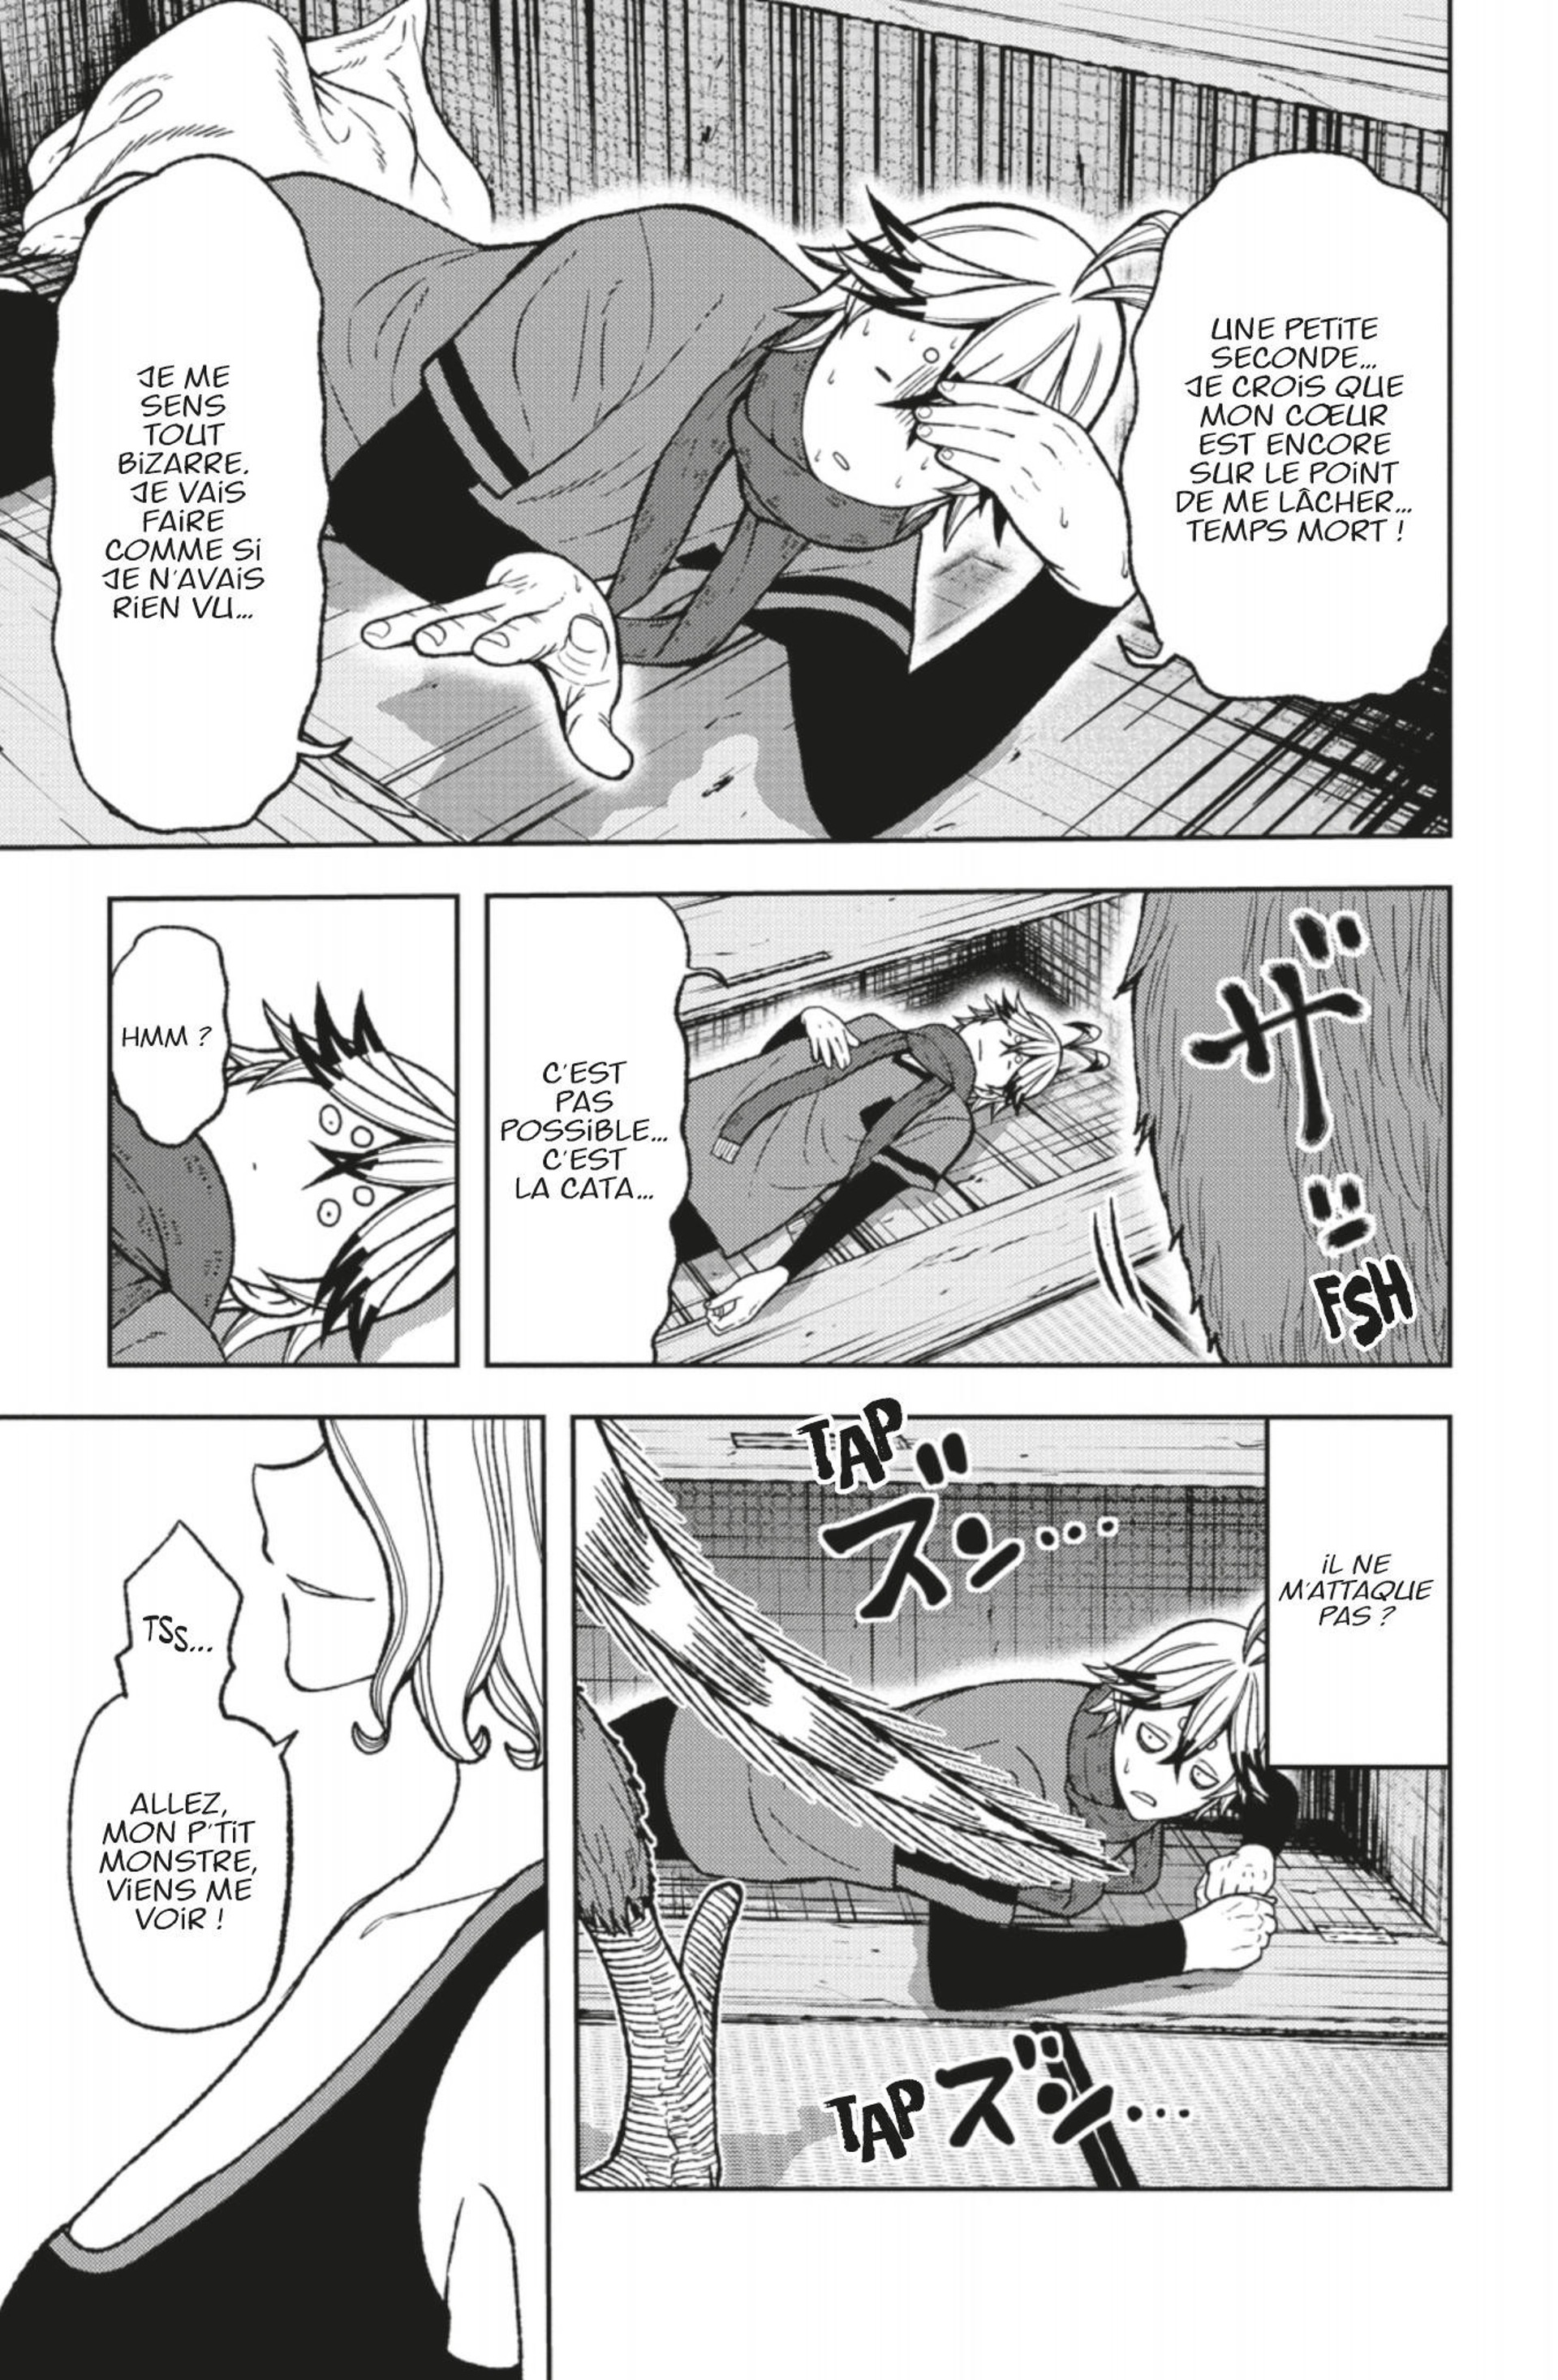 UNE PETITE
SECONDE...
JE CROIS QUE
MON CŒUR
EST ENCORE
SUR LE POINT
DE ME LÂCHER...
TEMPS MORT !
JE ME
SENS
TOUT
BIZARRE.
JE VAIS
FAIRE
COMME SI
JE N'AVAIS
RIEN VU...
ザッ
FSH
C'EST
PAS
POSSIBLE...
C'EST
LA CATA...
HMM ?
IL NE
M'ATTAQUE
PAS ?
TAP
ズン…
TAP
ズン…
TSS...
ALLEZ,
MON P'TIT
MONSTRE,
VIENS ME
VOIR !